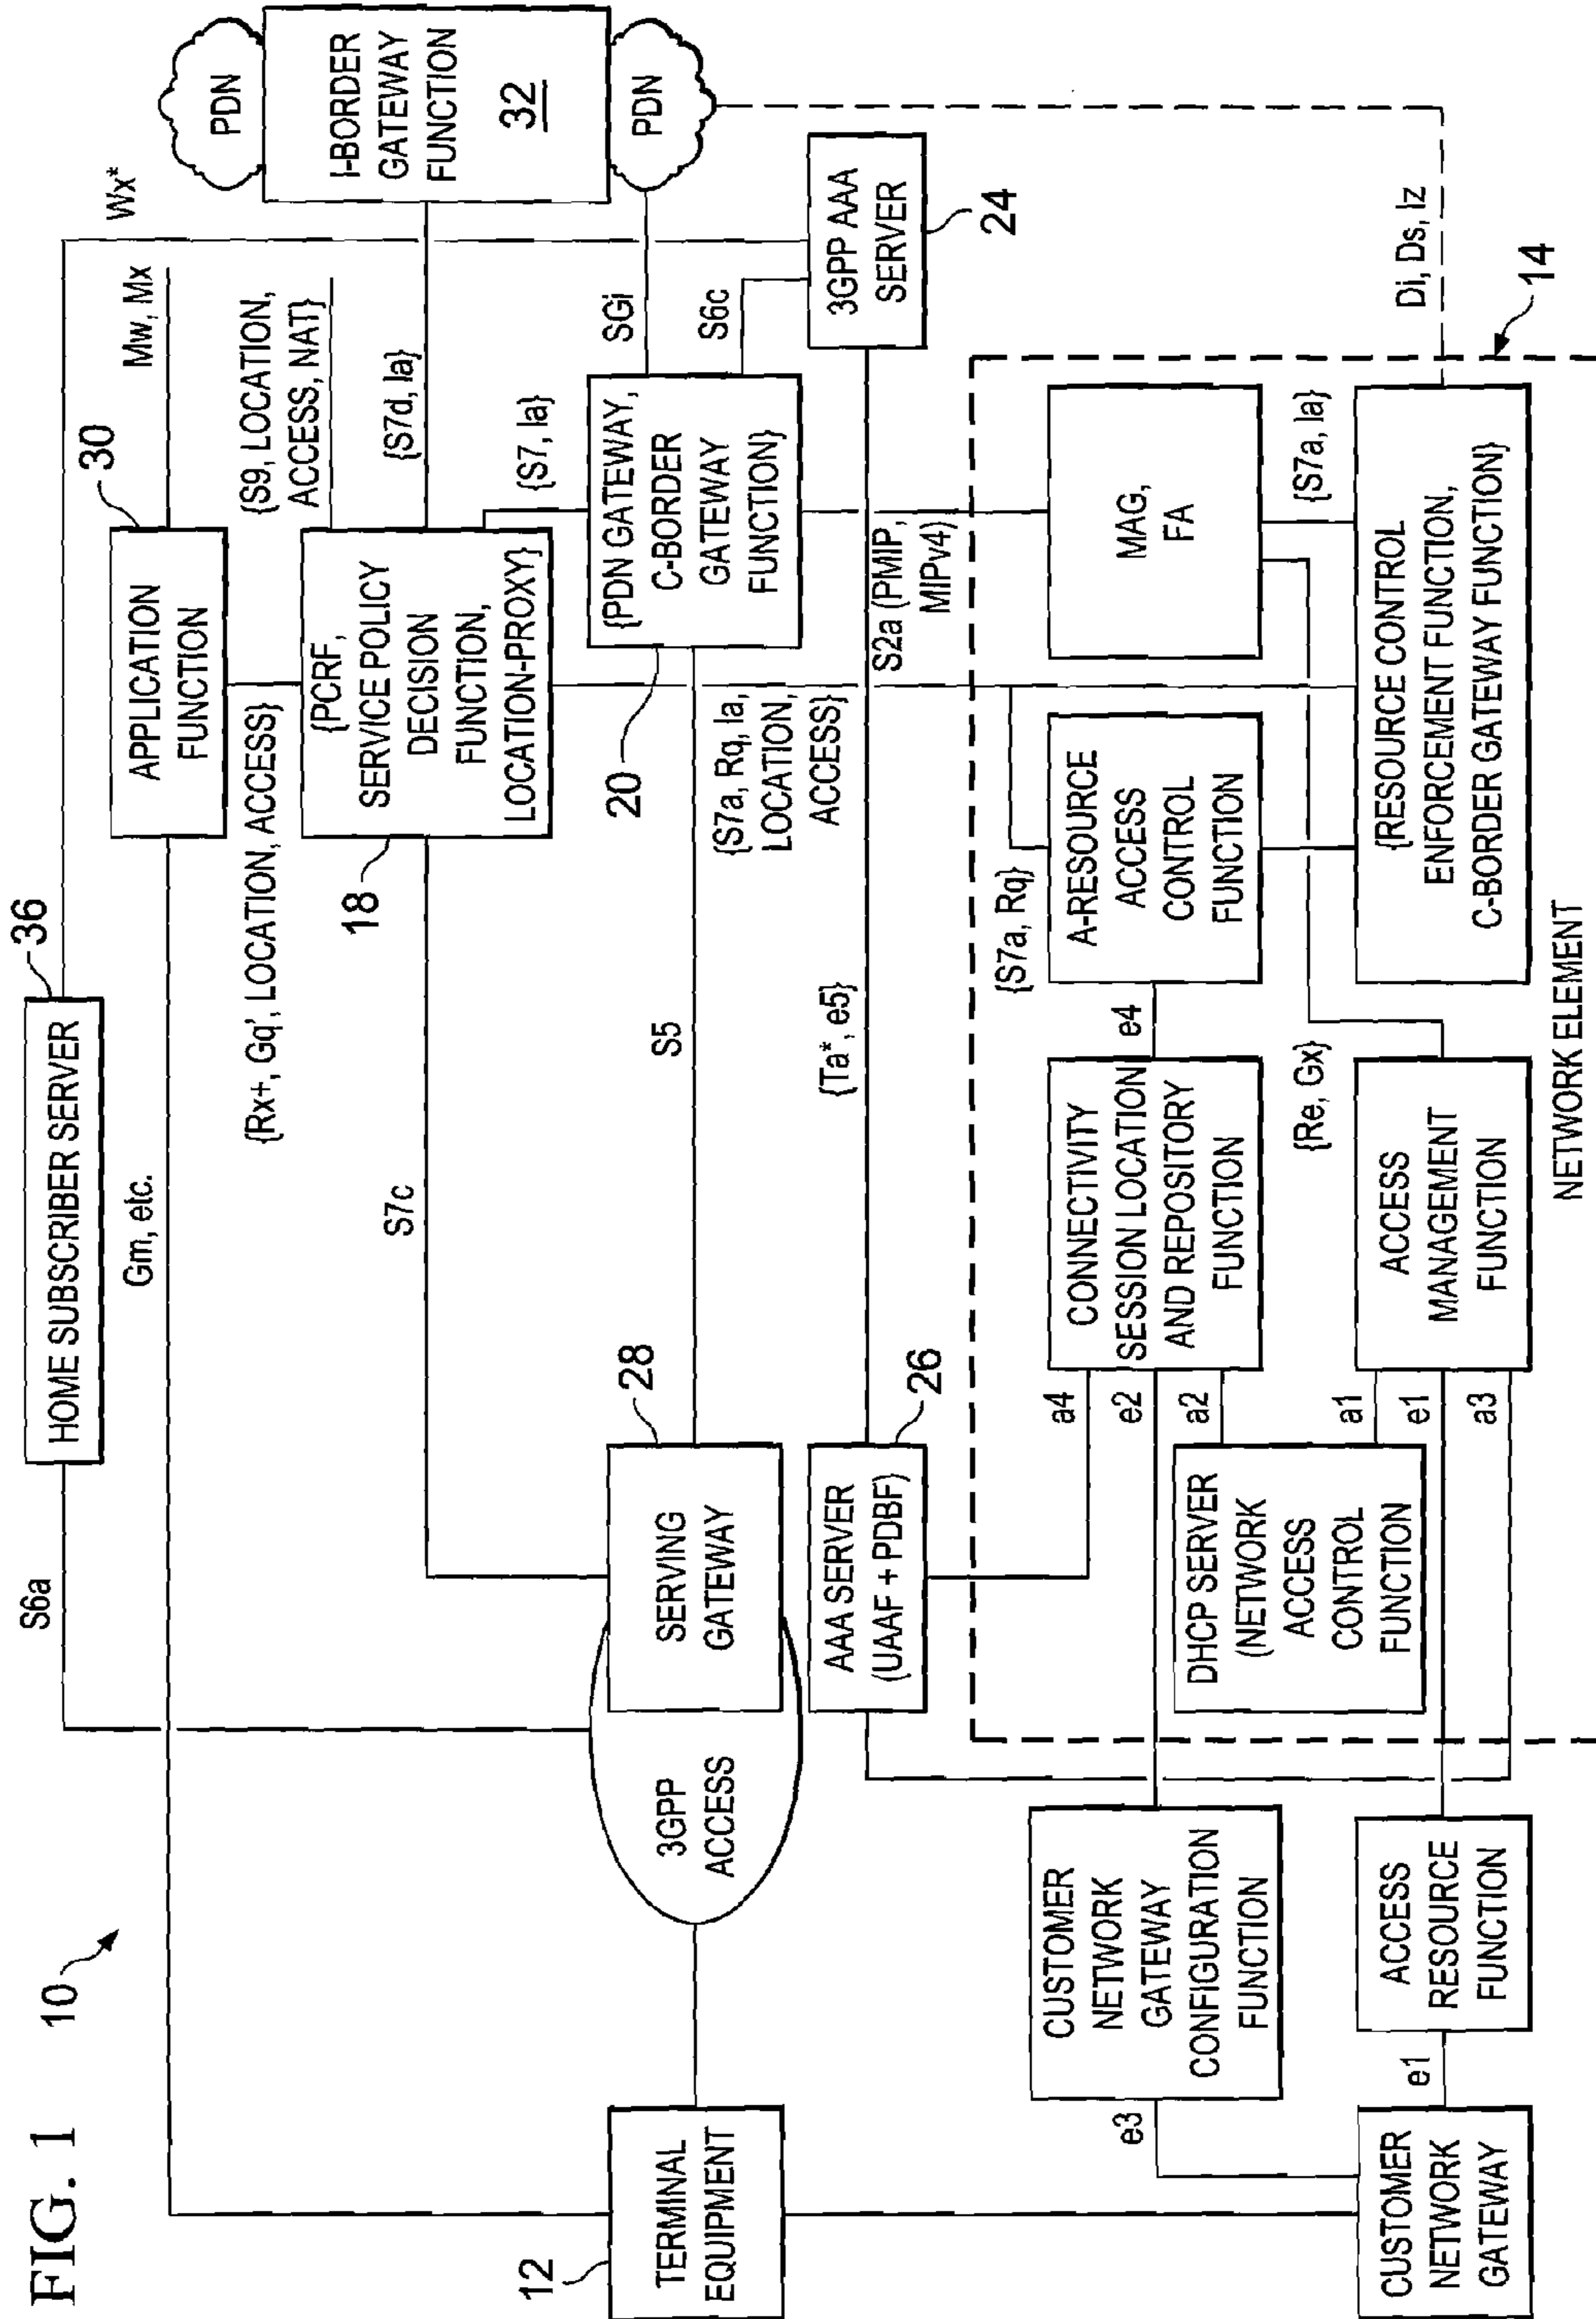 FIG. 1
10
36
HOME SUBSCRIBER SERVER
S6a
Wx*
Gm, etc.
30
APPLICATION
FUNCTION
Mw, Mx
{Rx+, Gq', LOCATION, ACCESS}
{S9, LOCATION,
ACCESS, NAT}
18
{PCRF,
SERVICE POLICY
DECISION
FUNCTION,
LOCATION-PROXY}
S7c
{S7d, Ia}
{S7, Ia}
PDN
I-BORDER
GATEWAY
FUNCTION
32
PDN
12
TERMINAL
EQUIPMENT
3GPP
ACCESS
SERVING
GATEWAY
28
S5
20
{PDN GATEWAY,
C-BORDER
GATEWAY
FUNCTION}
SGi
S6c
{S7a, Rq, Ia,
LOCATION,
ACCESS}
AAA SERVER
(UAAF + PDBF)
26
{Ta*, e5}
S2a (PMIP,
MIPv4)
3GPP AAA
SERVER
24
Di, Ds, Iz
14
CUSTOMER
NETWORK
GATEWAY
CONFIGURATION
FUNCTION
e3
a4
e2
a2
CONNECTIVITY
SESSION LOCATION
AND REPOSITORY
FUNCTION
e4
{S7a, Rq}
A-RESOURCE
ACCESS
CONTROL
FUNCTION
MAG,
FA
{S7a, Ia}
DHCP SERVER
(NETWORK
ACCESS
CONTROL
FUNCTION
{Re, Gx}
CUSTOMER
NETWORK
GATEWAY
e1
ACCESS
RESOURCE
FUNCTION
a1
e1
a3
ACCESS
MANAGEMENT
FUNCTION
{RESOURCE CONTROL
ENFORCEMENT FUNCTION,
C-BORDER GATEWAY FUNCTION}
NETWORK ELEMENT